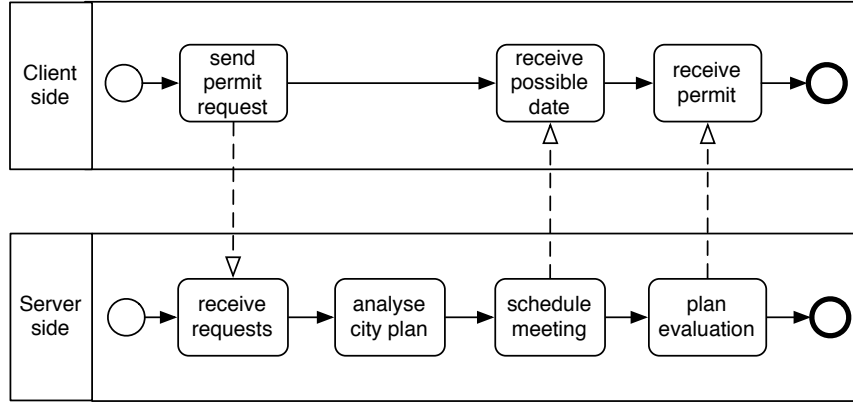 Client
side
send
permit
request
receive
possible
date
receive
permit
Server
side
receive
requests
analyse
city plan
schedule
meeting
plan
evaluation